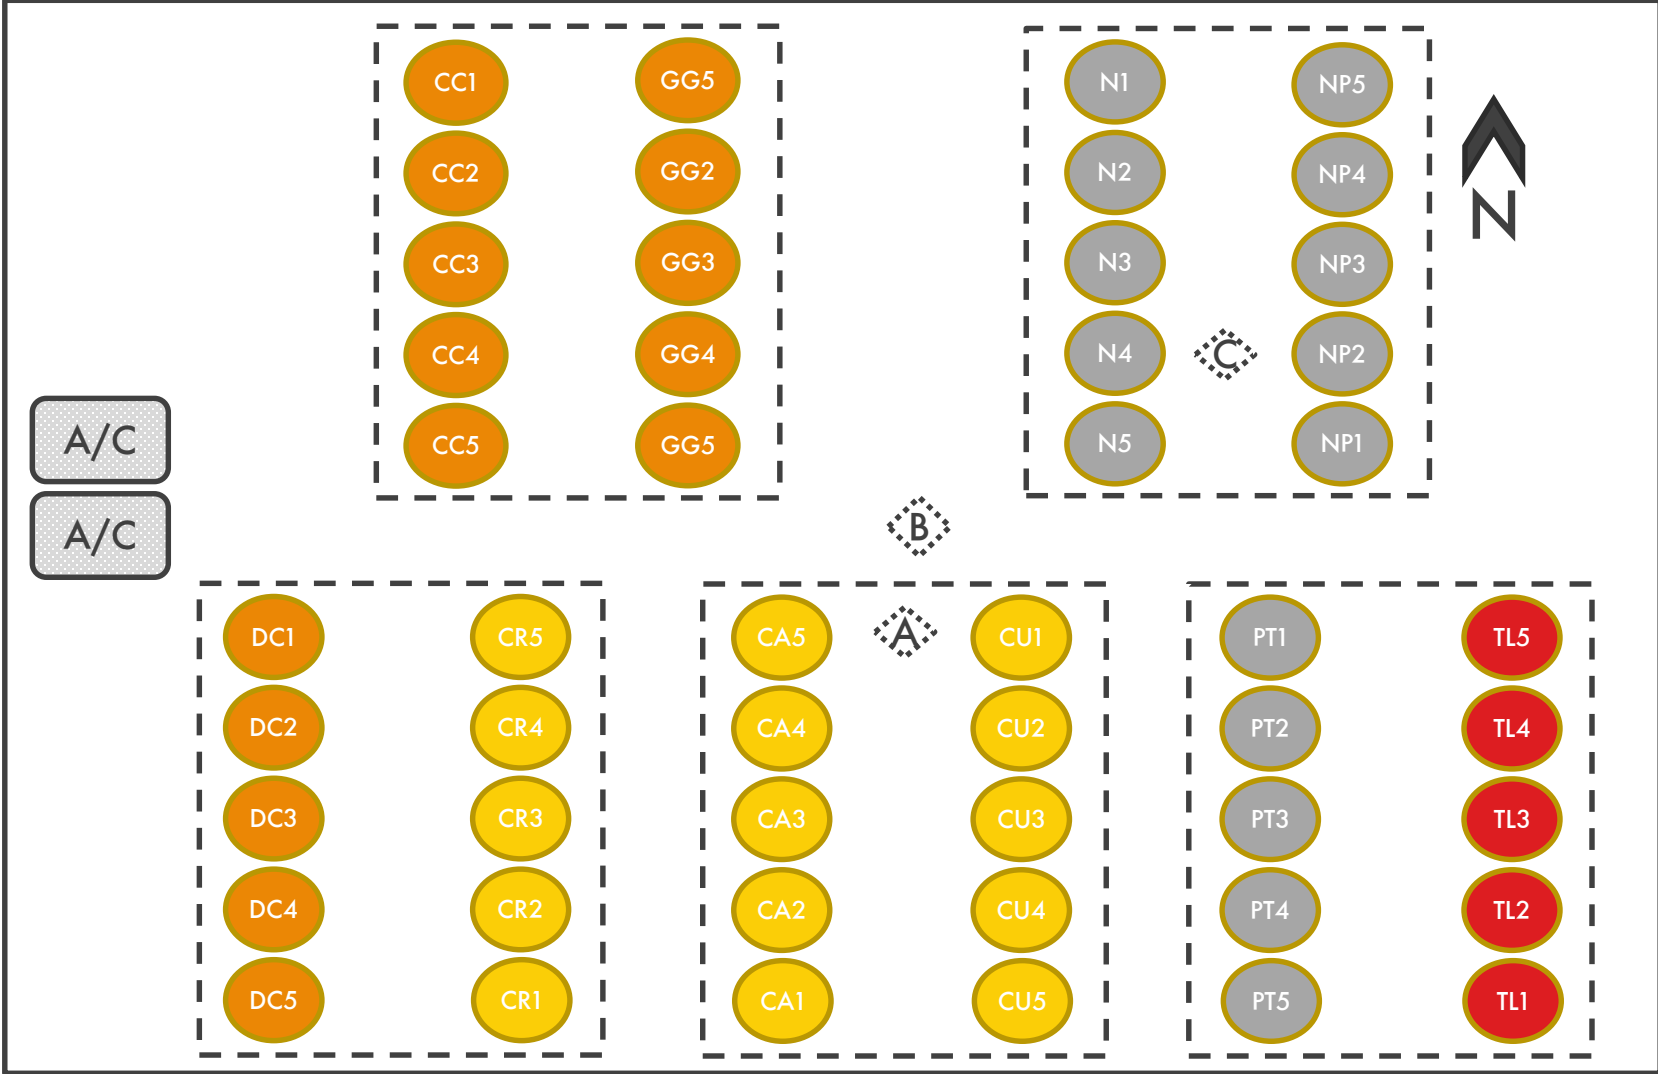 CC1 GG5
CC2 GG2
CC3 GG3
CC4 GG4
CC5 GG5
N1 NP5
N2 NP4
N3 NP3
N4 C NP2
N5 NP1
N
A/C
A/C
B
DC1 CR5
DC2 CR4
DC3 CR3
DC4 CR2
DC5 CR1
CA5 A CU1
CA4 CU2
CA3 CU3
CA2 CU4
CA1 CU5
PT1 TL5
PT2 TL4
PT3 TL3
PT4 TL2
PT5 TL1